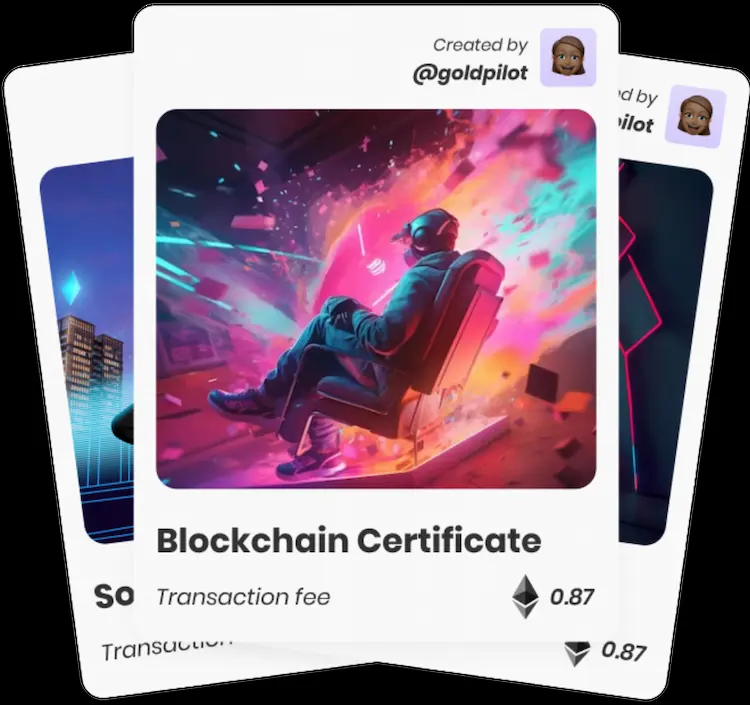 Created by
@goldpilot
Blockchain Certificate
Transaction fee
0.87
0.87